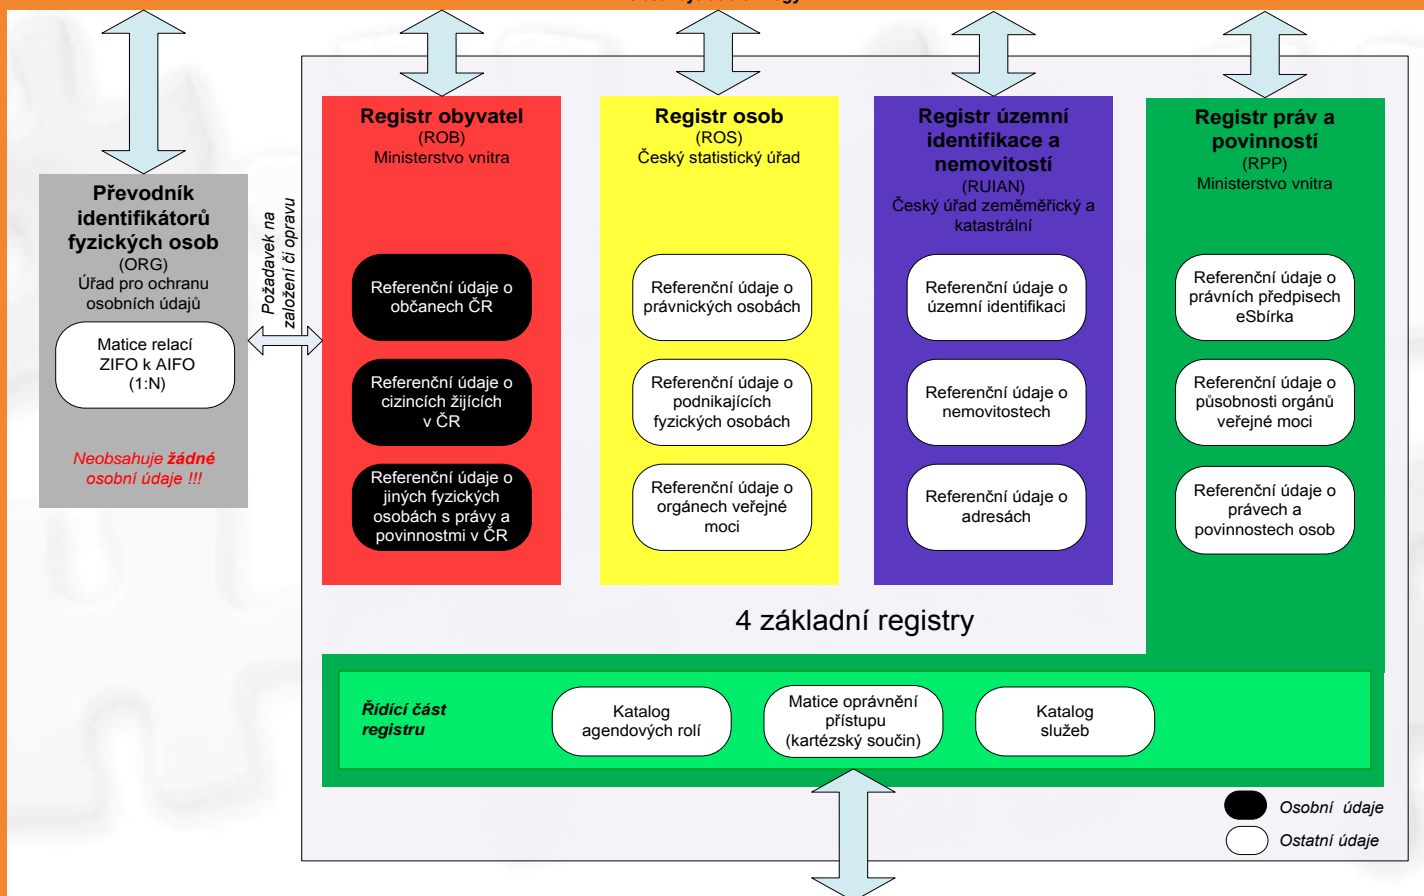 Převodník
identifikátorů
fyzických osob
(ORG)
Úřad pro ochranu
osobních údajů
Matice relací
ZIFO k AIFO
(1:N)
Neobsahuje žádné
osobní údaje !!!
Požadavek na
založení či opravu
Registr obyvatel
(ROB)
Ministerstvo vnitra
Referenční údaje o
občanech ČR
Referenční údaje o
cizincích žijících
v ČR
Referenční údaje o
jiných fyzických
osobách s právy a
povinnostmi v ČR
Registr osob
(ROS)
Český statistický úřad
Referenční údaje o
právnických osobách
Referenční údaje o
podnikajících
fyzických osobách
Referenční údaje o
orgánech veřejné
moci
Registr územní
identifikace a
nemovitostí
(RUIAN)
Český úřad zeměměřický a
katastrální
Referenční údaje o
územní identifikaci
Referenční údaje o
nemovitostech
Referenční údaje o
adresách
Registr práv a
povinností
(RPP)
Ministerstvo vnitra
Referenční údaje o
právních předpisech
eSbírka
Referenční údaje o
působnosti orgánů
veřejné moci
Referenční údaje o
právech a
povinnostech osob
4 základní registry
Řídící část
registru
Katalog
agendových rolí
Matice oprávnění
přístupu
(kartézský součin)
Katalog
služeb
Osobní údaje
Ostatní údaje